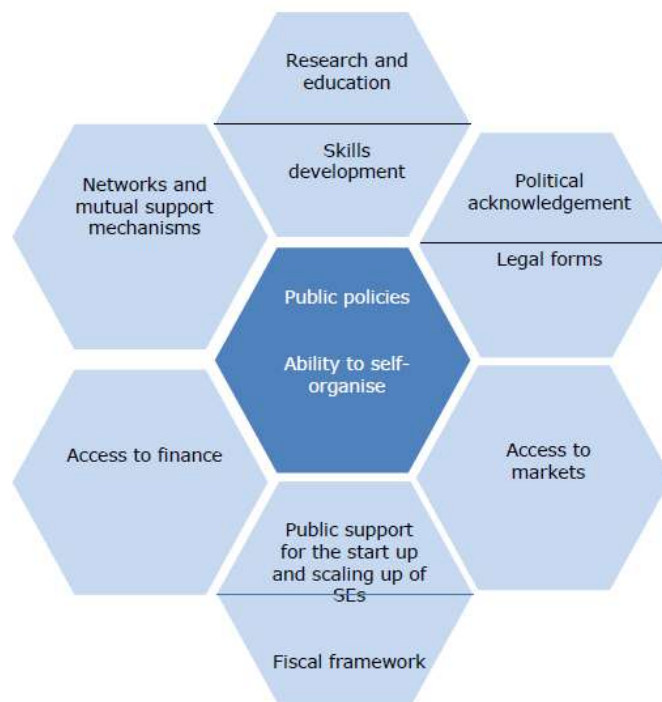 Research and
education
Skills
development
Networks and
mutual support
mechanisms
Political
acknowledgement
Legal forms
Public policies
Ability to self-
organise
Access to finance
Access to
markets
Public support
for the start up
and scaling up of
SEs
Fiscal framework